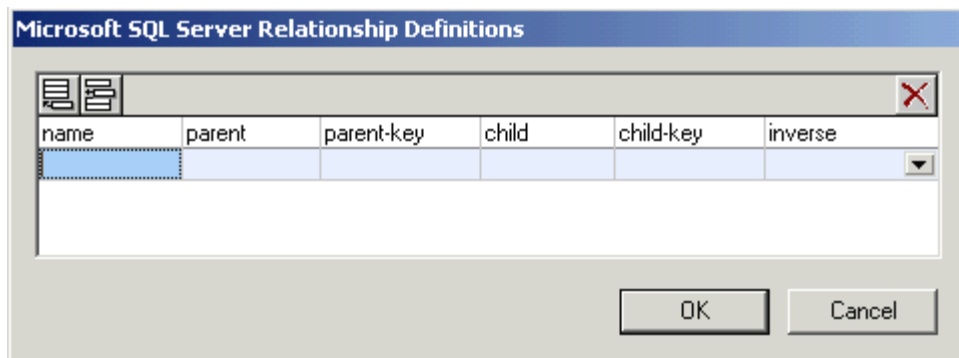 Microsoft SQL Server Relationship Definitions
name parent parent-key child child-key inverse
OK Cancel